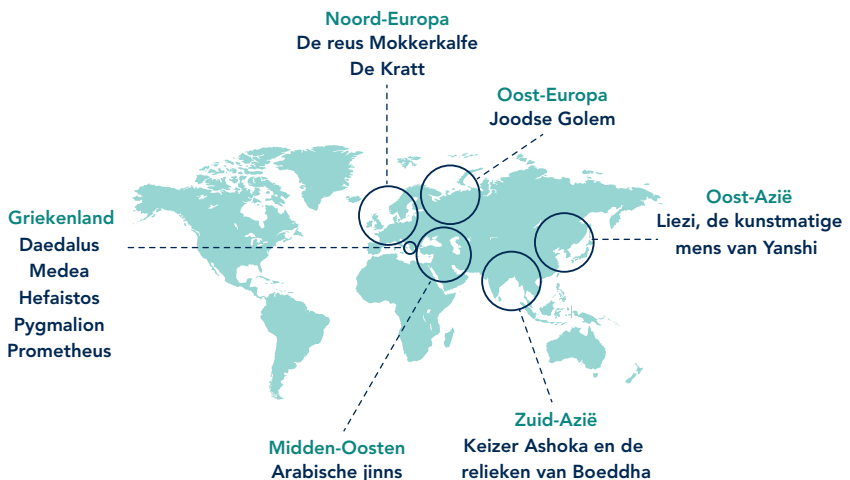 Noord-Europa
De reus Mokkerkalfe
De Kratt
Oost-Europa
Joodse Golem
Griekenland
Daedalus
Medea
Hefaistos
Pygmalion
Prometheus
Oost-Azië
Liezi, de kunstmatige
mens van Yanshi
Midden-Oosten
Arabische jinns
Zuid-Azië
Keizer Ashoka en de
relieken van Boeddha